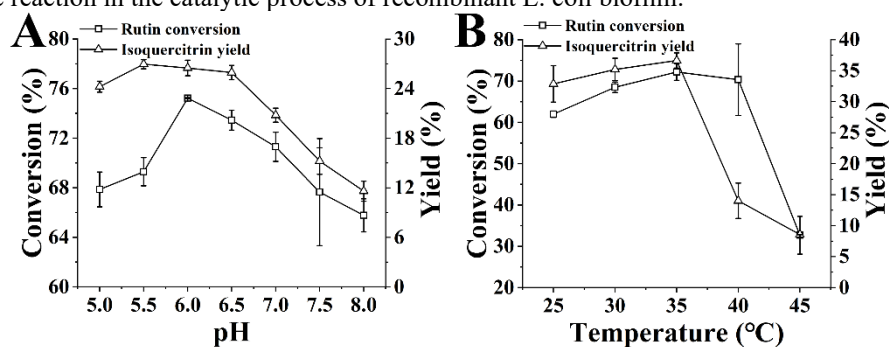 e reaction in the catalytic process of recombinant E. coli biofilm.
A
Rutin conversion
Isoquercitrin yield
80
76
72
68
64
60
Conversion (%)
30
24
18
12
6
0
Yield (%)
5.0 5.5 6.0 6.5 7.0 7.5 8.0
pH
B
Rutin conversion
Isoquercitrin yield
80
70
60
50
40
30
20
Conversion (%)
40
35
30
25
20
15
10
5
0
Yield (%)
25 30 35 40 45
Temperature (°C)